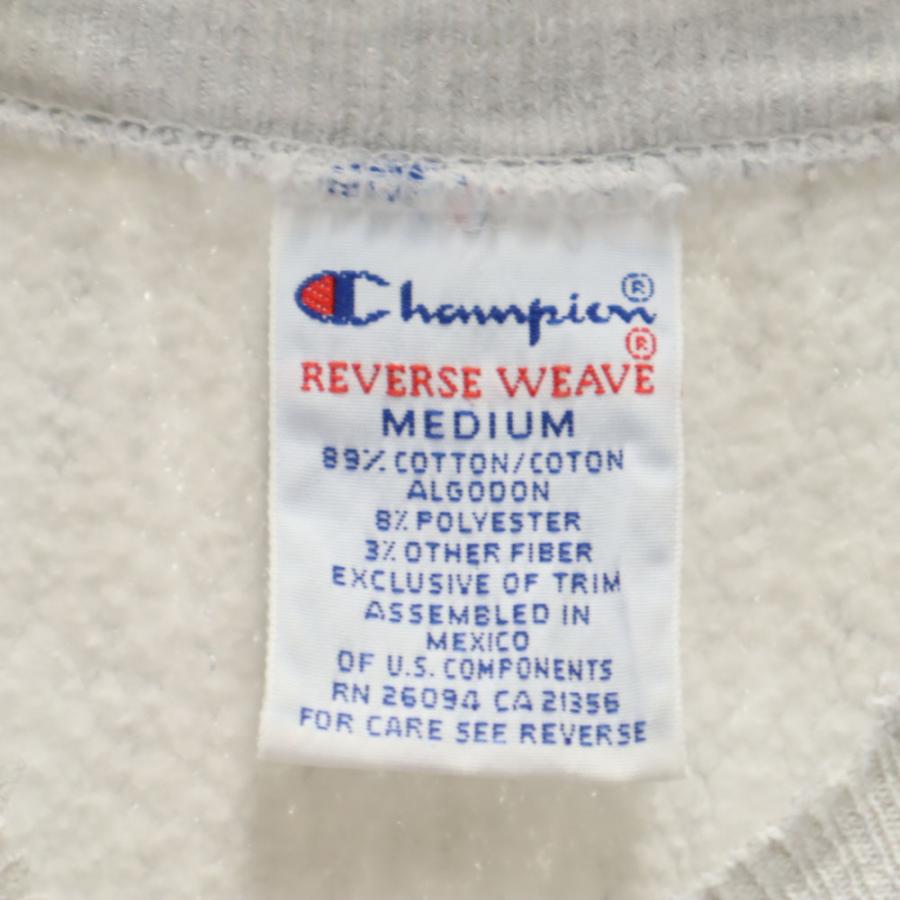 Champion®
REVERSE WEAVE®
MEDIUM
89% COTTON/COTON
ALGODON
8% POLYESTER
3% OTHER FIBER
EXCLUSIVE OF TRIM
ASSEMBLED IN
MEXICO
OF U.S. COMPONENTS
RN 26094 CA 21356
FOR CARE SEE REVERSE